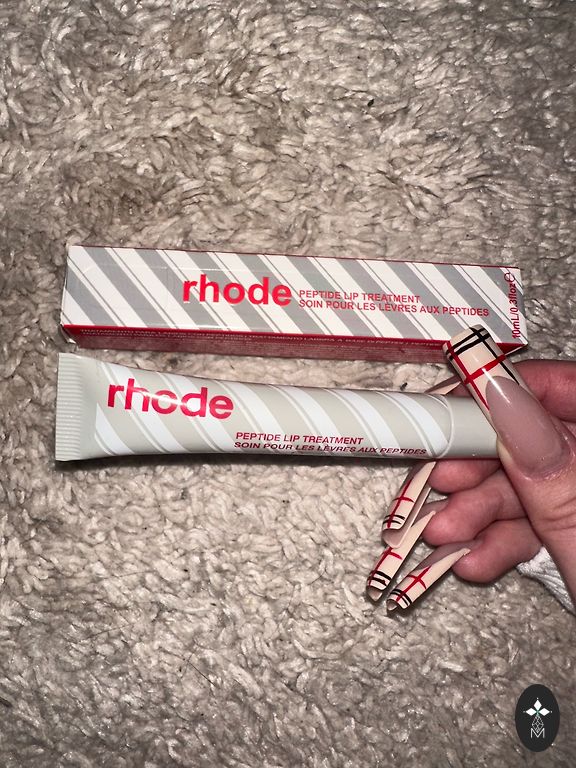 rhode
PEPTIDE LIP TREATMENT
SOIN POUR LES LÈVRES AUX PEPTIDES
10mL/0.3floz
rhode
PEPTIDE LIP TREATMENT
SOIN POUR LES LÈVRES AUX PEPTIDES
M